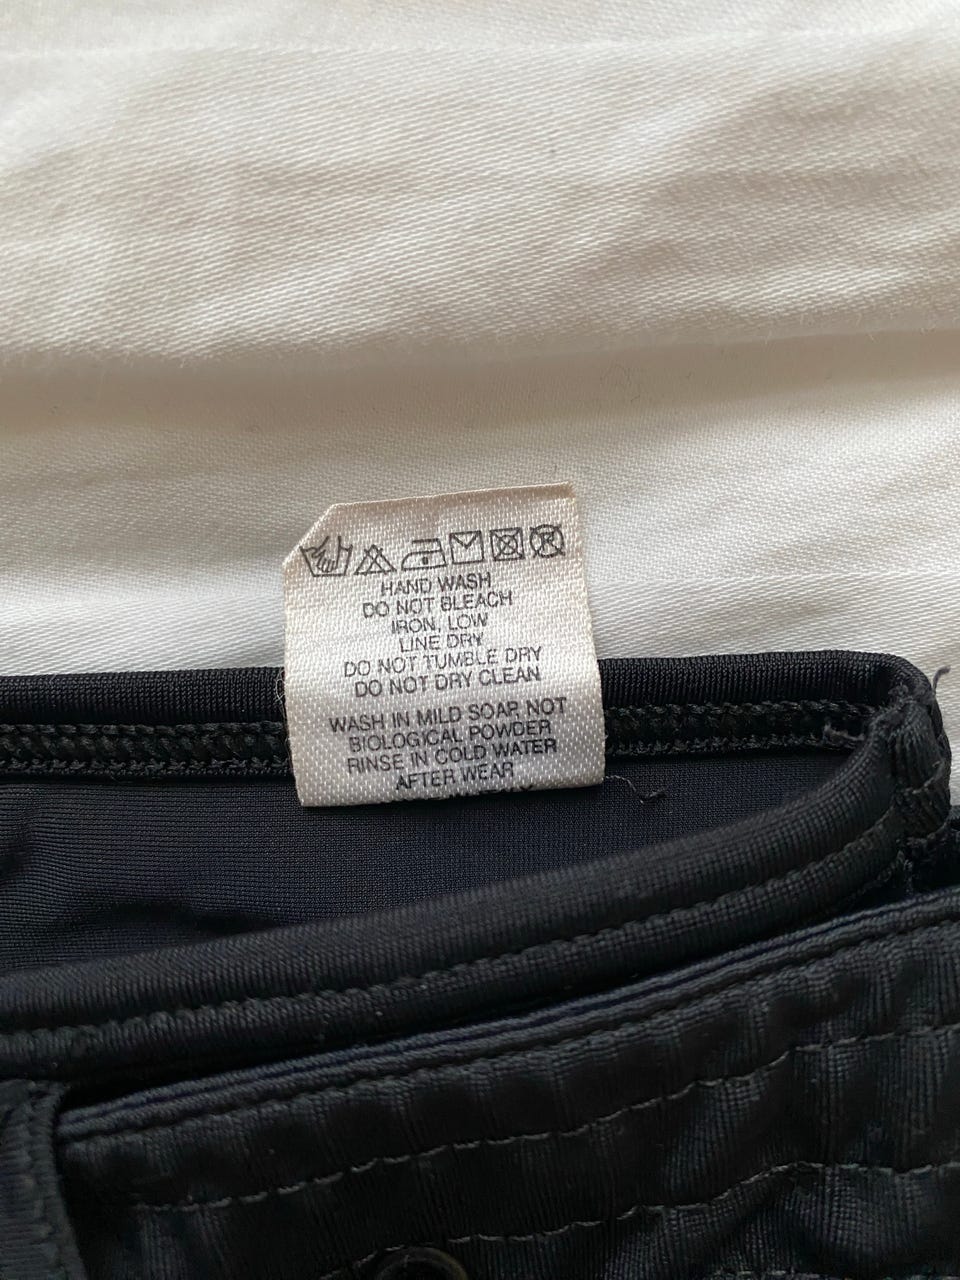 HAND WASH
DO NOT BLEACH
IRON, LOW
LINE DRY
DO NOT TUMBLE DRY
DO NOT DRY CLEAN
WASH IN MILD SOAP, NOT
BIOLOGICAL POWDER
RINSE IN COLD WATER
AFTER WEAR